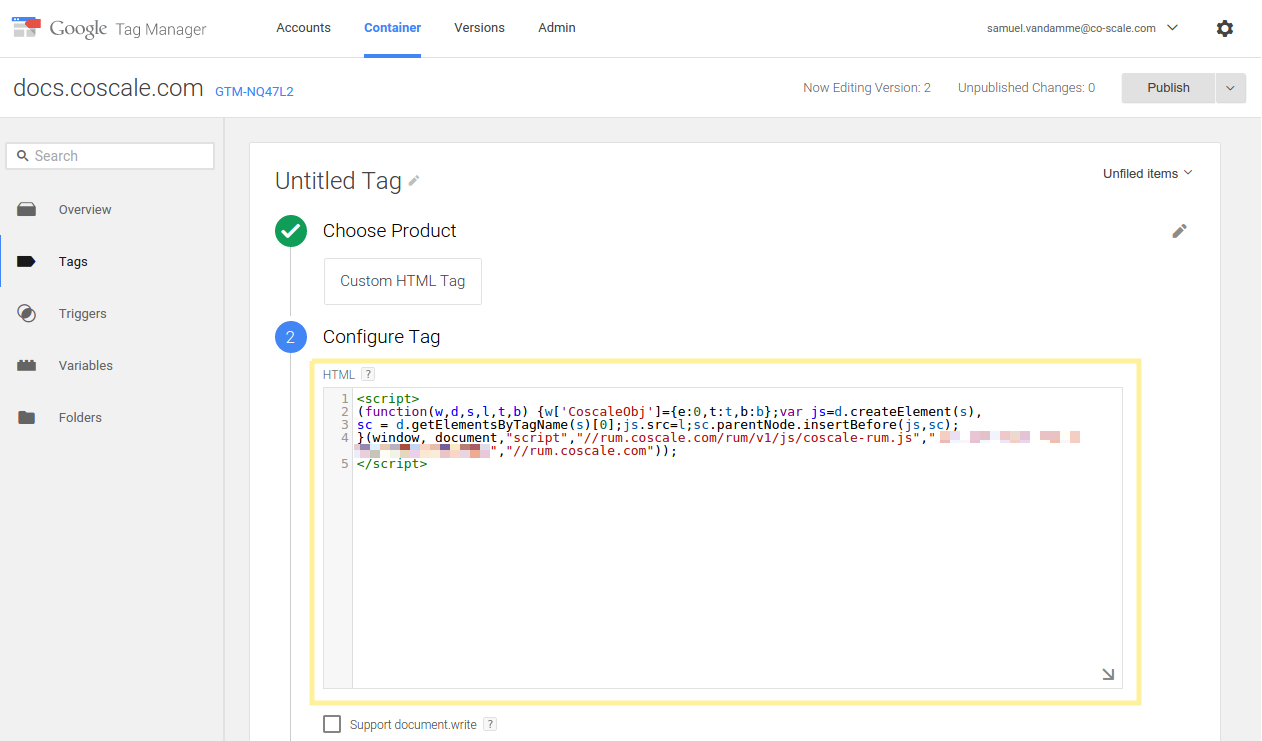 Google Tag Manager Accounts Container Versions Admin samuel.vandamme@co-scale.com
docs.coscale.com GTM-NQ47L2 Now Editing Version: 2 Unpublished Changes: 0 Publish
Search
Overview
Tags
Triggers
Variables
Folders
Untitled Tag Unfiled items
Choose Product
Custom HTML Tag
2 Configure Tag
HTML ?
1 <script>
2 (function(w,d,s,l,t,b) {w['CoscaleObj']={e:0,t:t,b:b};var js=d.createElement(s),
3 sc = d.getElementsByTagName(s)[0];js.src=l;sc.parentNode.insertBefore(js,sc);
4 }(window, document,"script","//rum.coscale.com/rum/v1/js/coscale-rum.js","
","//rum.coscale.com"));
5 </script>
Support document.write ?